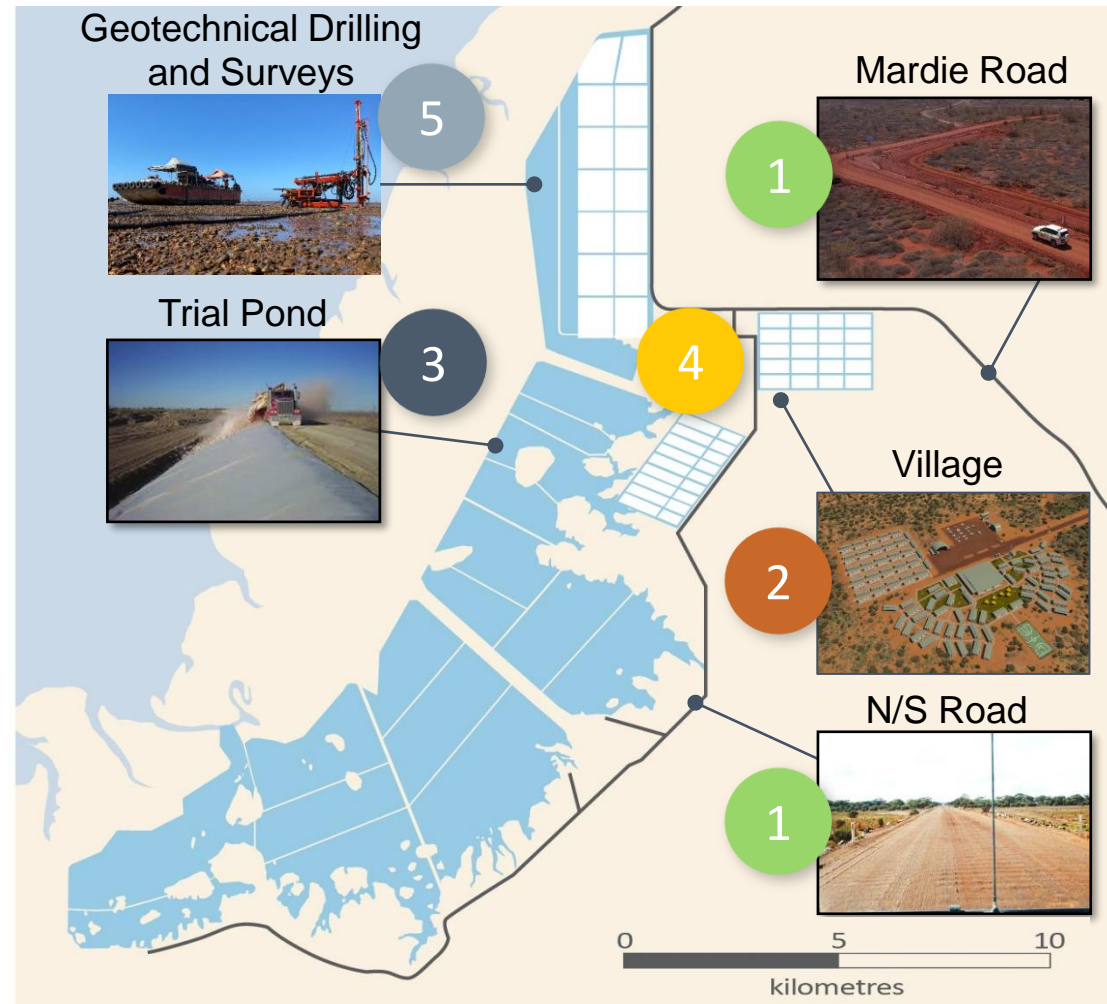 Geotechnical Drilling
and Surveys
5
Mardie Road
1
Trial Pond
3
4
Village
2
N/S Road
1
0 5 10
kilometres